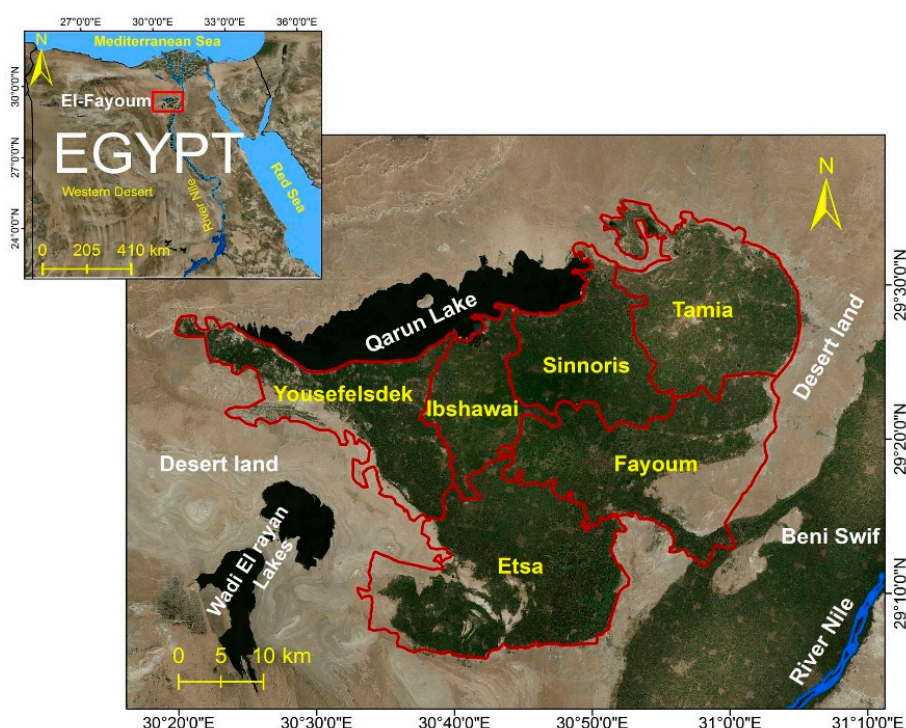 27°0'0"E 30°0'0"E 33°0'0"E 36°0'0"E
Mediterranean Sea
N
30°0'0"N
El-Fayoum
EGYPT
27°0'0"N
Western Desert
River Nile
Red Sea
24°0'0"N
0 205 410 km
N
29°30'0"N
Tamia
Qarun Lake
Desert land
Sinnoris
Yousefelsdek
Ibshawai
29°20'0"N
Desert land
Fayoum
Beni Swif
Etsa
Wadi El rayan
Lakes
29°10'0"N
River Nile
0 5 10 km
30°20'0"E 30°30'0"E 30°40'0"E 30°50'0"E 31°0'0"E 31°10'0"E